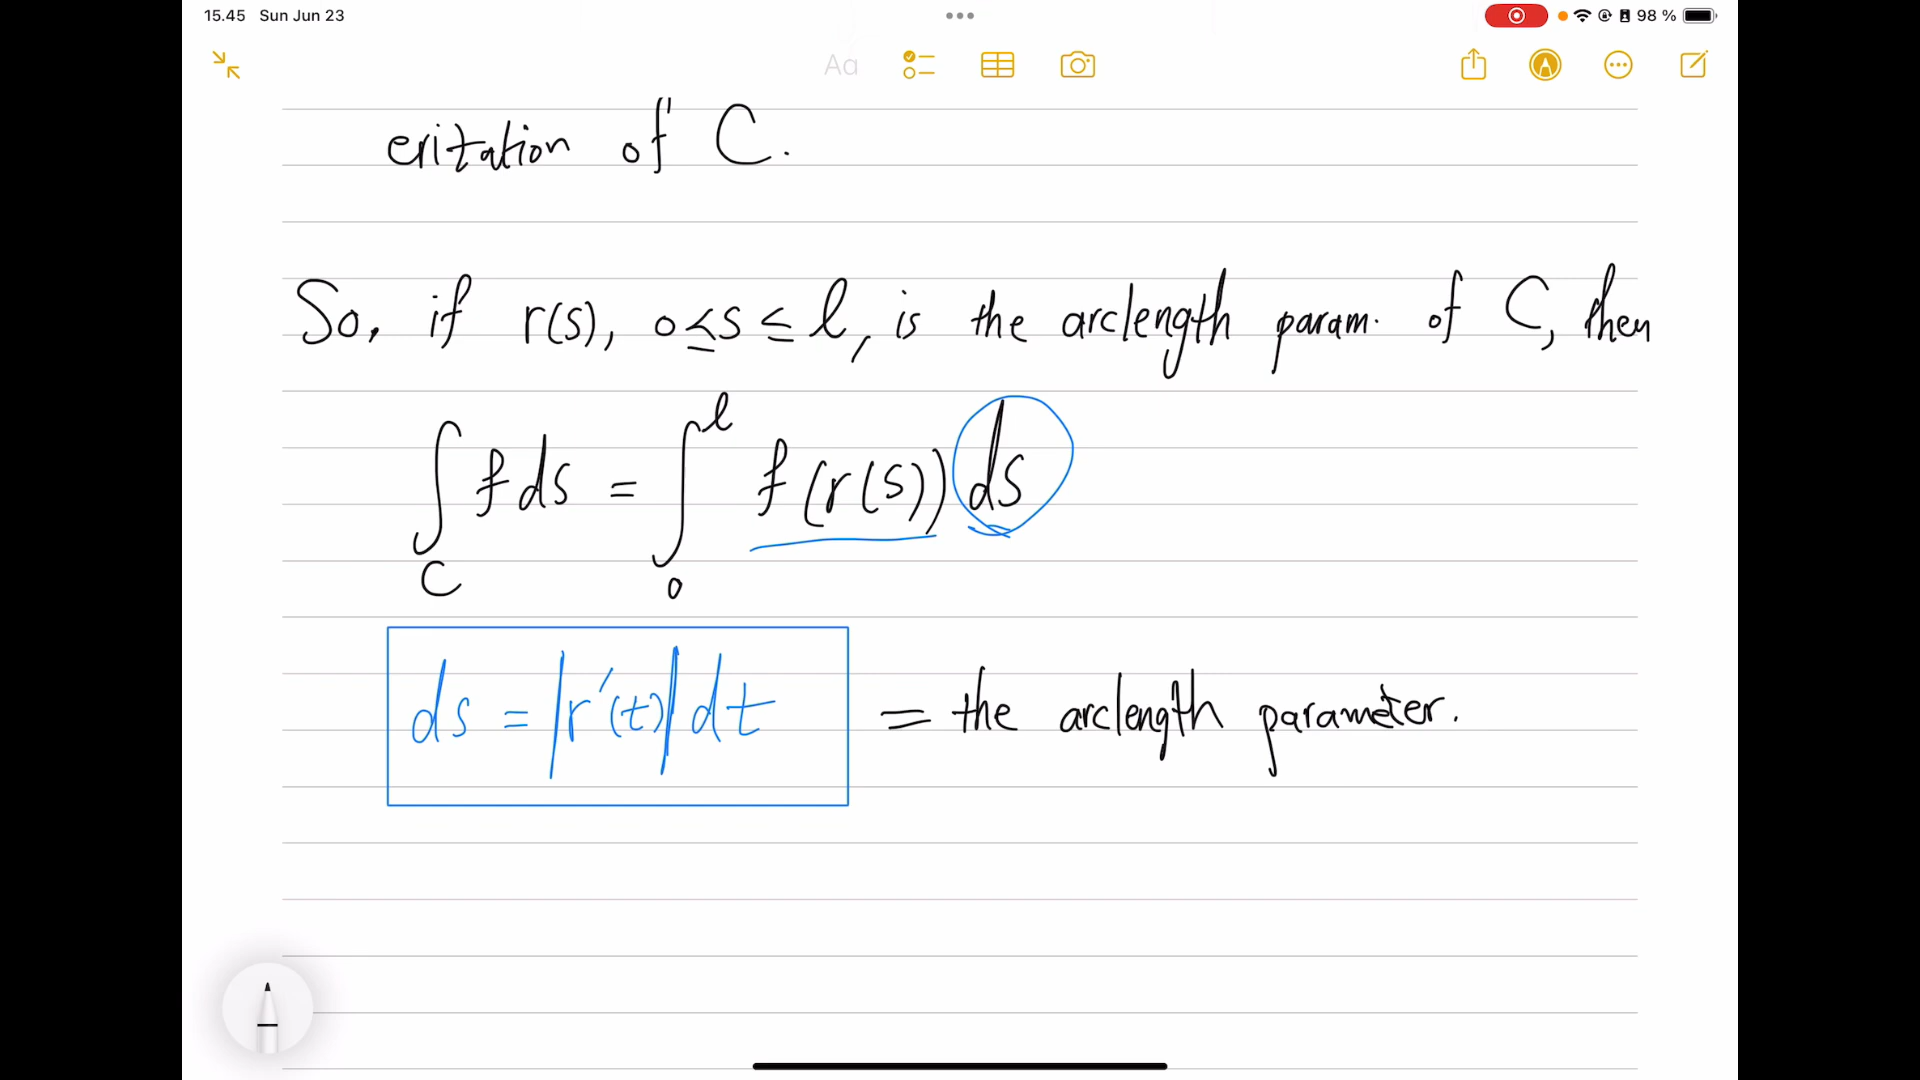 15.45 Sun Jun 23
98 %
Aa
eritation of C.
So, if r(s), 0≤s≤l, is the arclength param. of C, then
∫_C f ds = ∫_0^l f(r(s)) ds
ds = |r'(t)| dt = the arclength parameter.